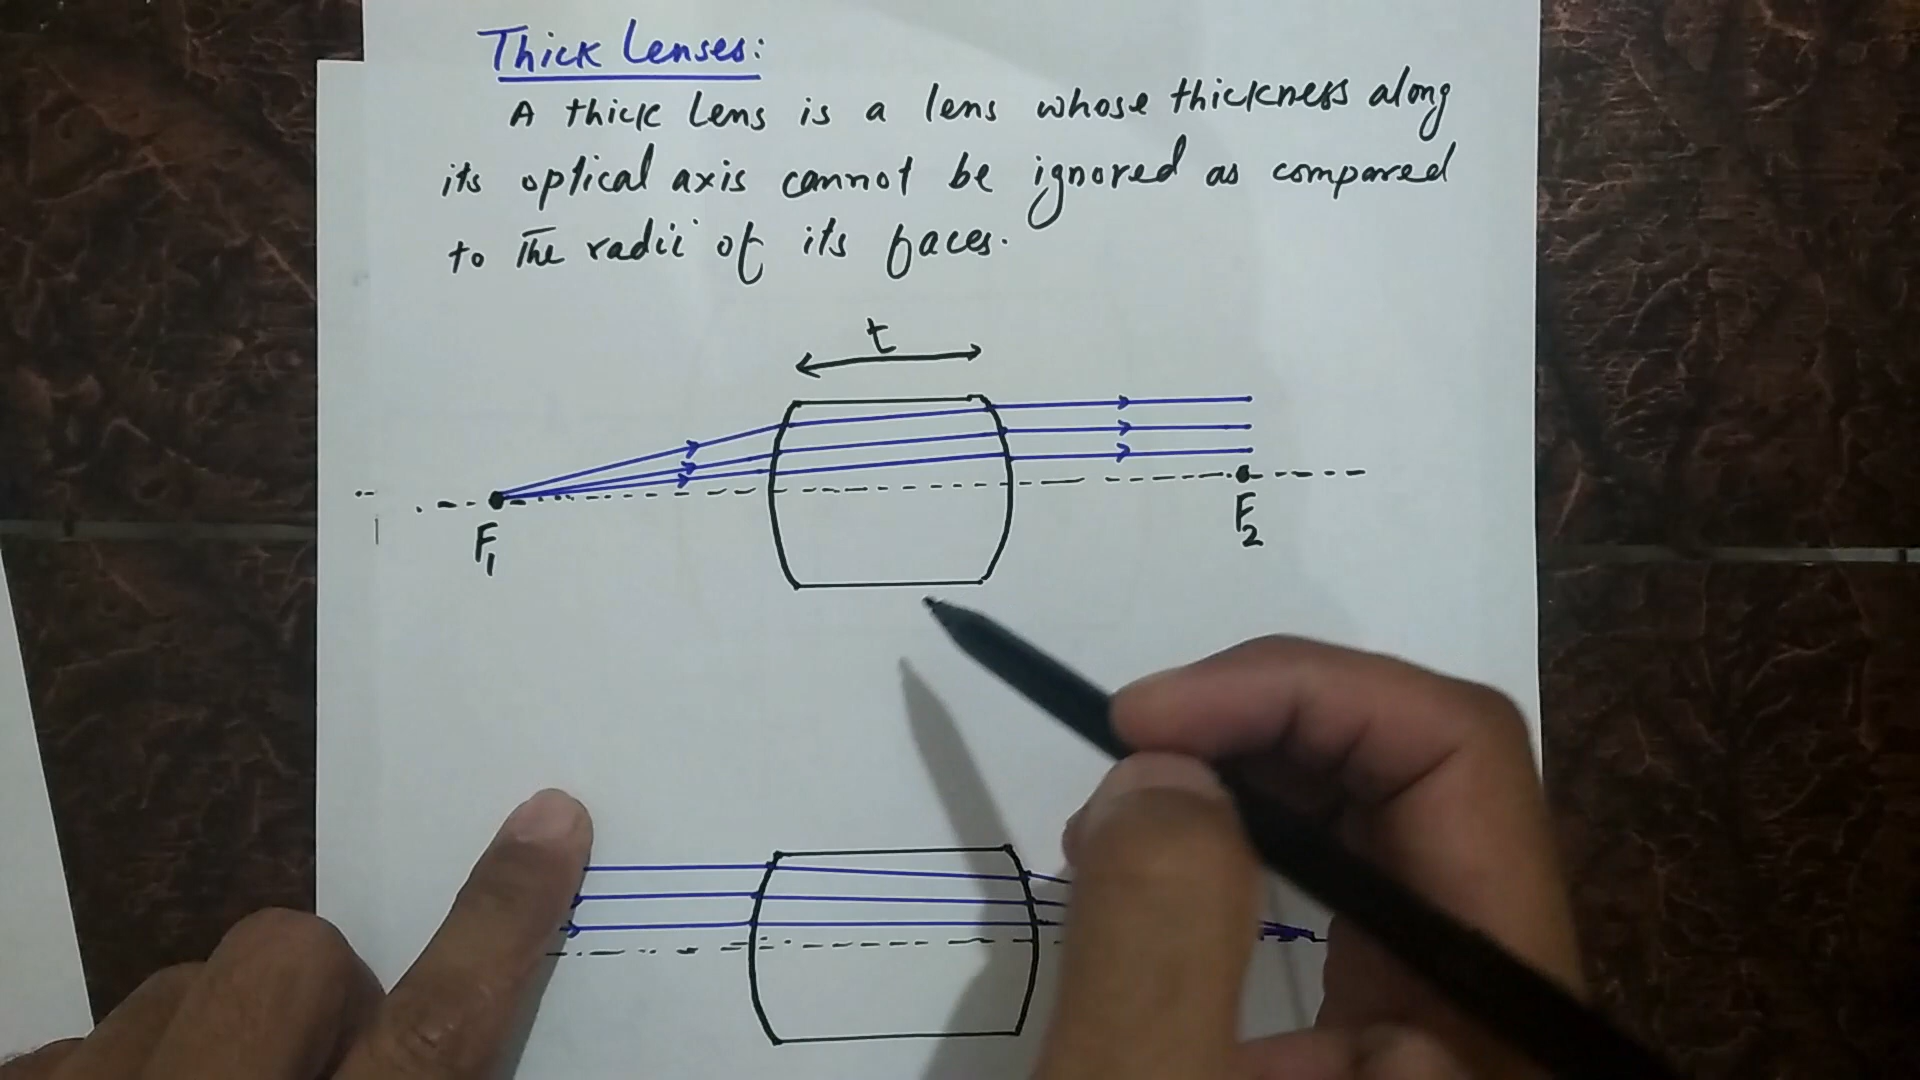 Thick Lenses:
A thick Lens is a lens whose thickness along
its optical axis cannot be ignored as compared
to The radii of its faces.
t
F1
F2